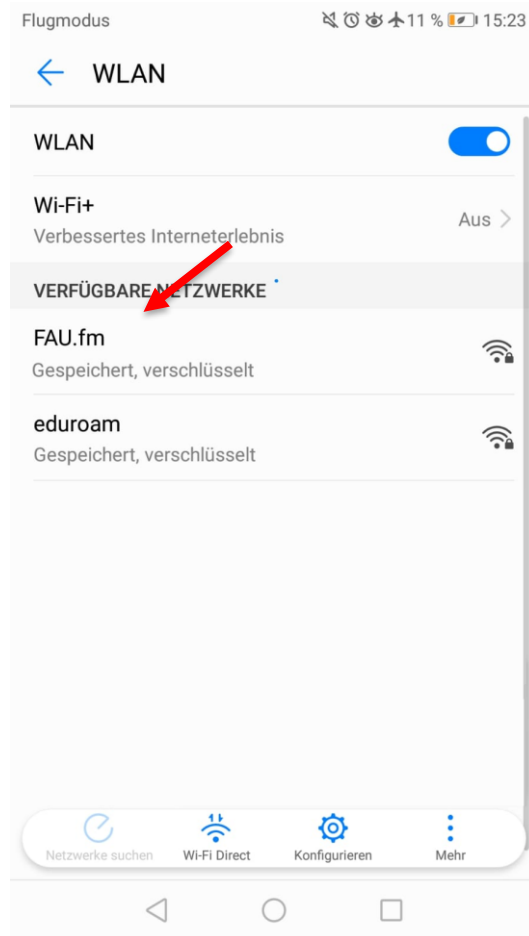 Flugmodus 11 % 15:23
WLAN
WLAN
Wi-Fi+
Verbessertes Interneterlebnis
Aus
VERFÜGBARE NETZWERKE
FAU.fm
Gespeichert, verschlüsselt
eduroam
Gespeichert, verschlüsselt
Netzwerke suchen Wi-Fi Direct Konfigurieren Mehr